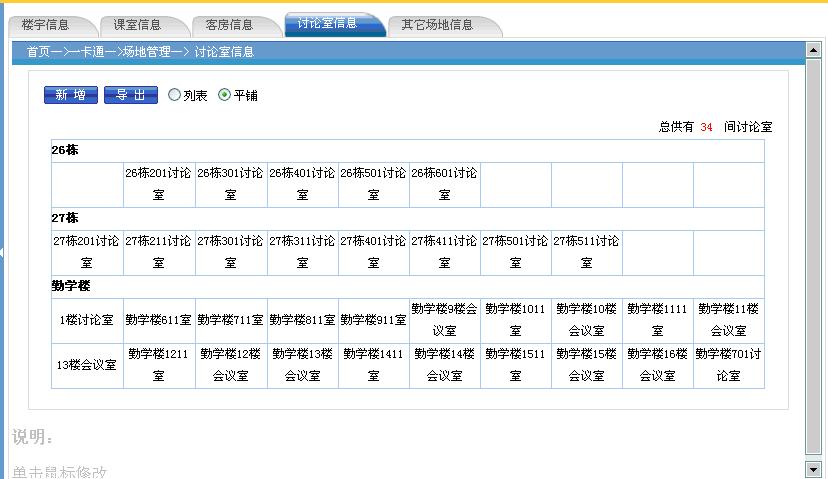 楼宇信息 课室信息 客房信息 讨论室信息 其它场地信息
首页—>一卡通—>场地管理—> 讨论室信息
新 增 导 出 列表 平铺
总供有 34 间讨论室
26栋
26栋201讨论室 26栋301讨论室 26栋401讨论室 26栋501讨论室 26栋601讨论室
27栋
27栋201讨论室 27栋211讨论室 27栋301讨论室 27栋311讨论室 27栋401讨论室 27栋411讨论室 27栋501讨论室 27栋511讨论室
勤学楼
1楼讨论室 勤学楼611室 勤学楼711室 勤学楼811室 勤学楼911室 勤学楼9楼会议室 勤学楼1011室 勤学楼10楼会议室 勤学楼1111室 勤学楼11楼会议室
13楼会议室 勤学楼1211室 勤学楼12楼会议室 勤学楼13楼会议室 勤学楼1411室 勤学楼14楼会议室 勤学楼1511室 勤学楼15楼会议室 勤学楼16楼会议室 勤学楼701讨论室
说明：
单击鼠标修改